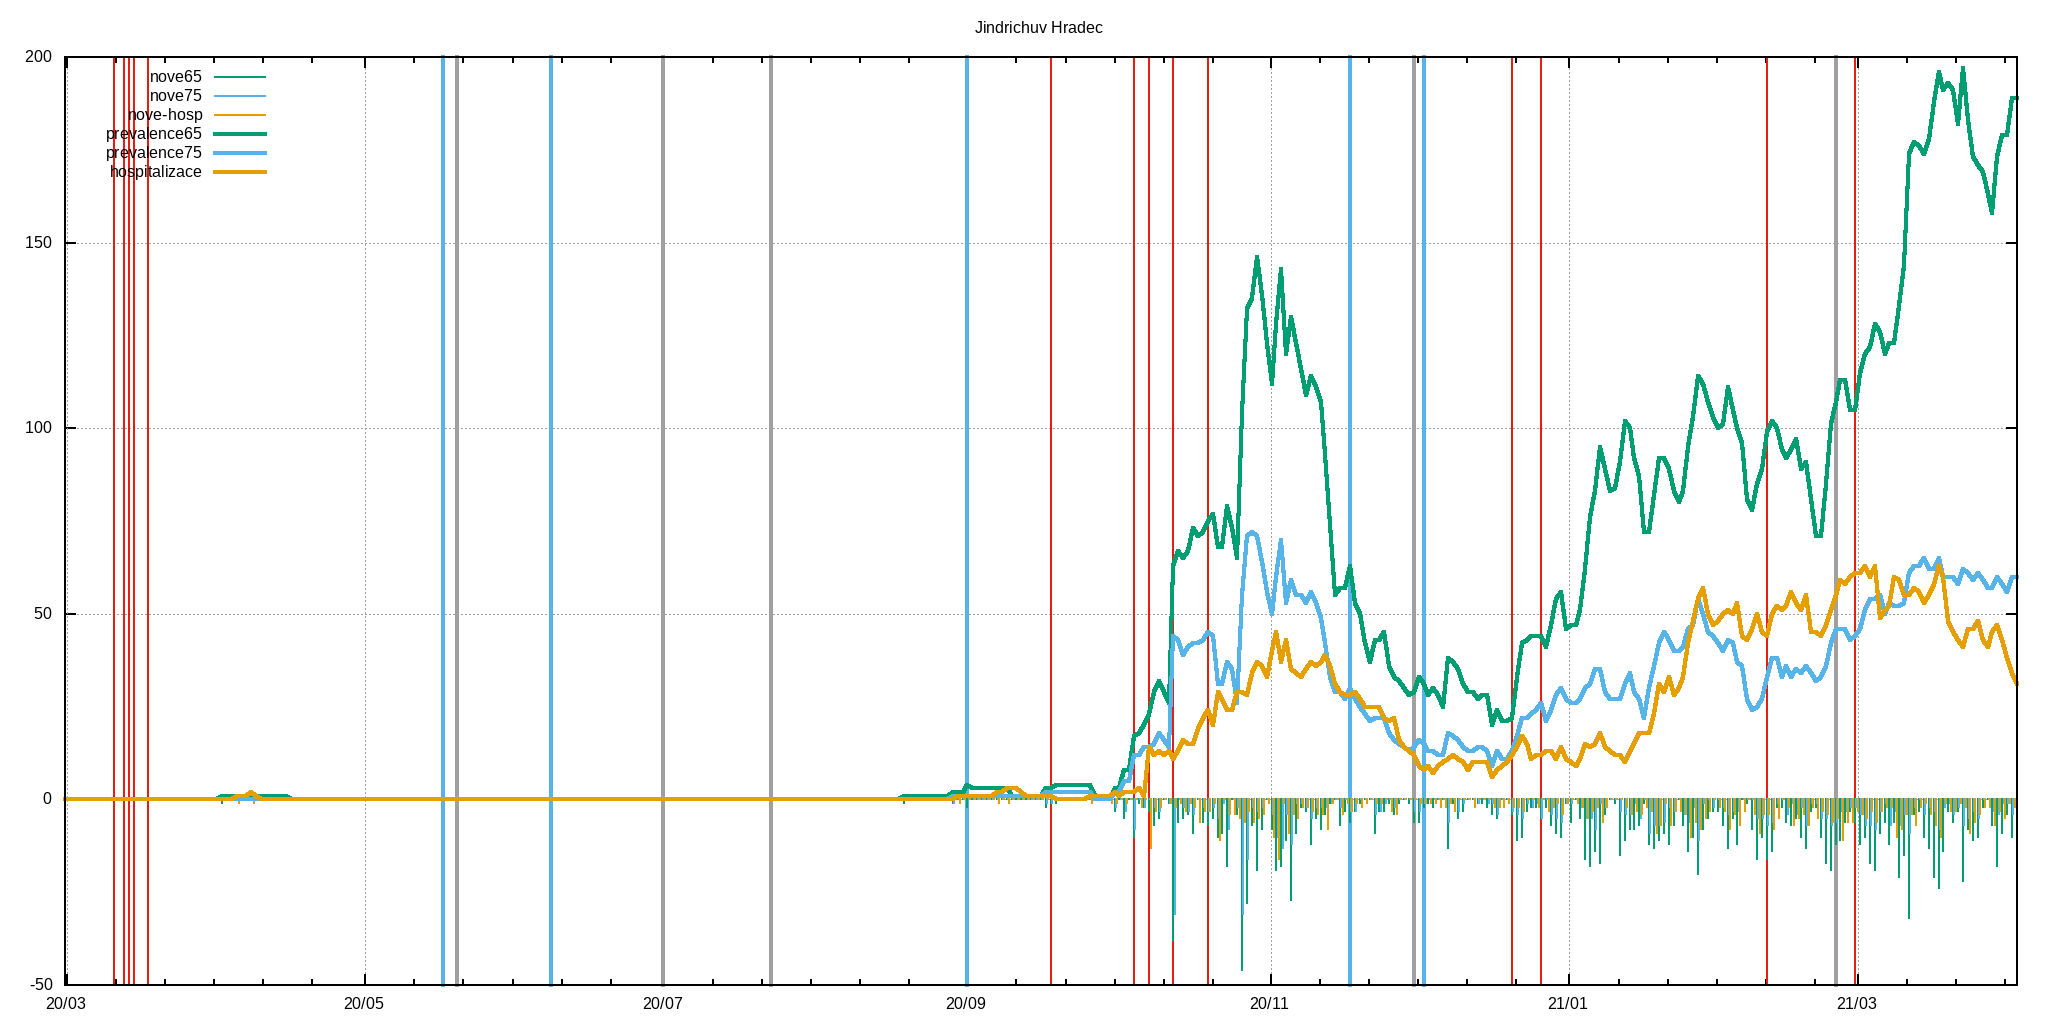 Jindrichuv Hradec
200
150
100
50
0
-50
nove65
nove75
nove-hosp
prevalence65
prevalence75
hospitalizace
20/03 20/05 20/07 20/09 20/11 21/01 21/03